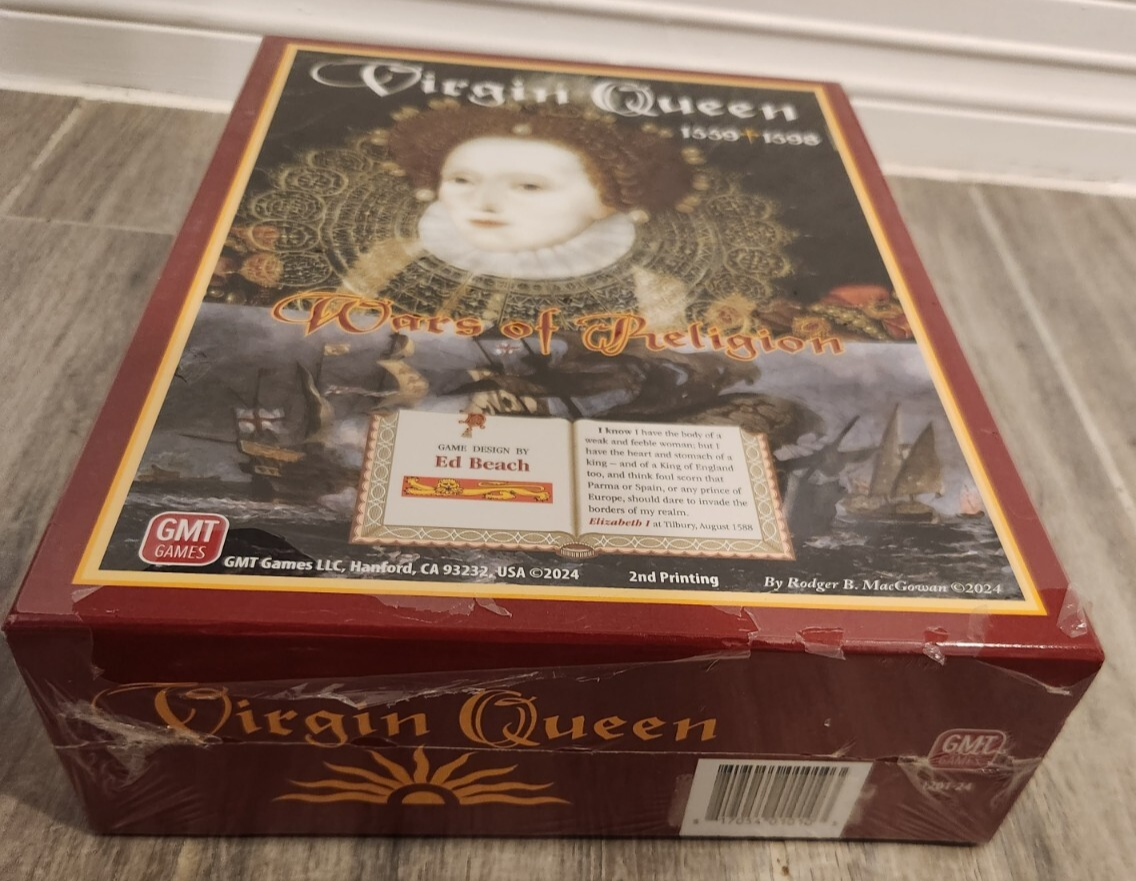 Virgin Queen
1559✝1598
Wars of Religion
GAME DESIGN BY
Ed Beach
I know I have the body of a
weak and feeble woman; but I
have the heart and stomach of a
king – and of a King of England
too, and think foul scorn that
Parma or Spain, or any prince of
Europe, should dare to invade the
borders of my realm.
Elizabeth I at Tilbury, August 1588
GMT
GAMES
GMT Games LLC, Hanford, CA 93232, USA ©2024
2nd Printing
By Rodger B. MacGowan ©2024
Virgin Queen
GMT
GAMES